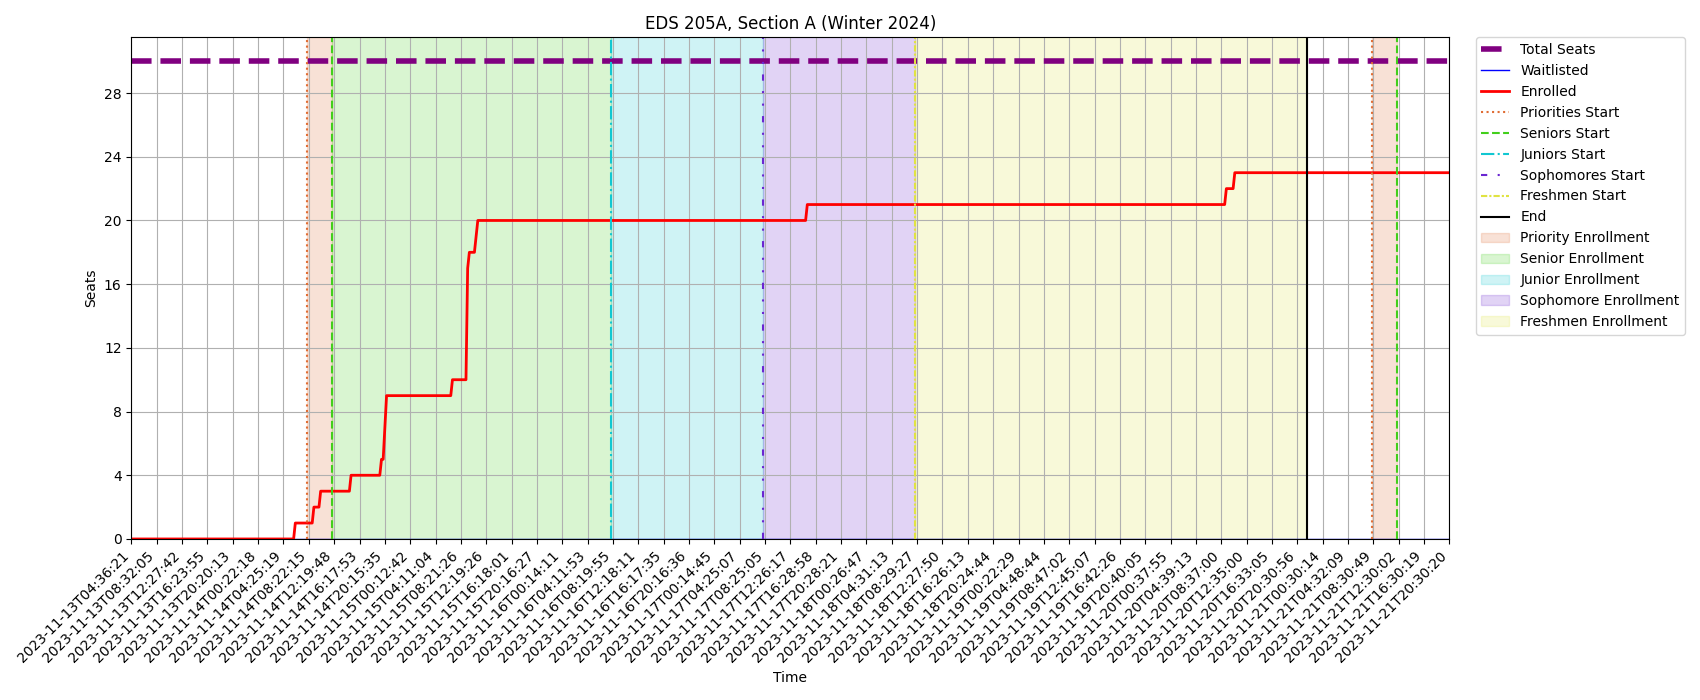 EDS 205A, Section A (Winter 2024)
Total Seats
Waitlisted
Enrolled
Priorities Start
Seniors Start
Juniors Start
Sophomores Start
Freshmen Start
End
Priority Enrollment
Senior Enrollment
Junior Enrollment
Sophomore Enrollment
Freshmen Enrollment
Seats
28
24
20
16
12
8
4
0
2023-11-13T04:36:21
2023-11-13T08:32:05
2023-11-13T12:27:42
2023-11-13T16:23:55
2023-11-13T20:20:13
2023-11-14T00:22:18
2023-11-14T04:25:19
2023-11-14T08:22:15
2023-11-14T12:19:48
2023-11-14T16:17:53
2023-11-14T20:15:35
2023-11-15T00:12:42
2023-11-15T04:11:04
2023-11-15T08:21:26
2023-11-15T12:19:26
2023-11-15T16:18:01
2023-11-15T20:16:27
2023-11-16T00:14:11
2023-11-16T04:11:53
2023-11-16T08:19:55
2023-11-16T12:18:11
2023-11-16T16:17:35
2023-11-16T20:16:36
2023-11-17T00:14:45
2023-11-17T04:25:07
2023-11-17T08:25:05
2023-11-17T12:26:17
2023-11-17T16:28:58
2023-11-17T20:28:21
2023-11-18T00:26:47
2023-11-18T04:31:13
2023-11-18T08:29:27
2023-11-18T12:27:50
2023-11-18T16:26:13
2023-11-18T20:24:44
2023-11-19T00:22:29
2023-11-19T04:48:44
2023-11-19T08:47:02
2023-11-19T12:45:07
2023-11-19T16:42:26
2023-11-19T20:40:05
2023-11-20T00:37:55
2023-11-20T04:39:13
2023-11-20T08:37:00
2023-11-20T12:35:00
2023-11-20T16:33:05
2023-11-20T20:30:56
2023-11-21T00:30:14
2023-11-21T04:32:09
2023-11-21T08:30:49
2023-11-21T12:30:02
2023-11-21T16:30:19
2023-11-21T20:30:20
Time